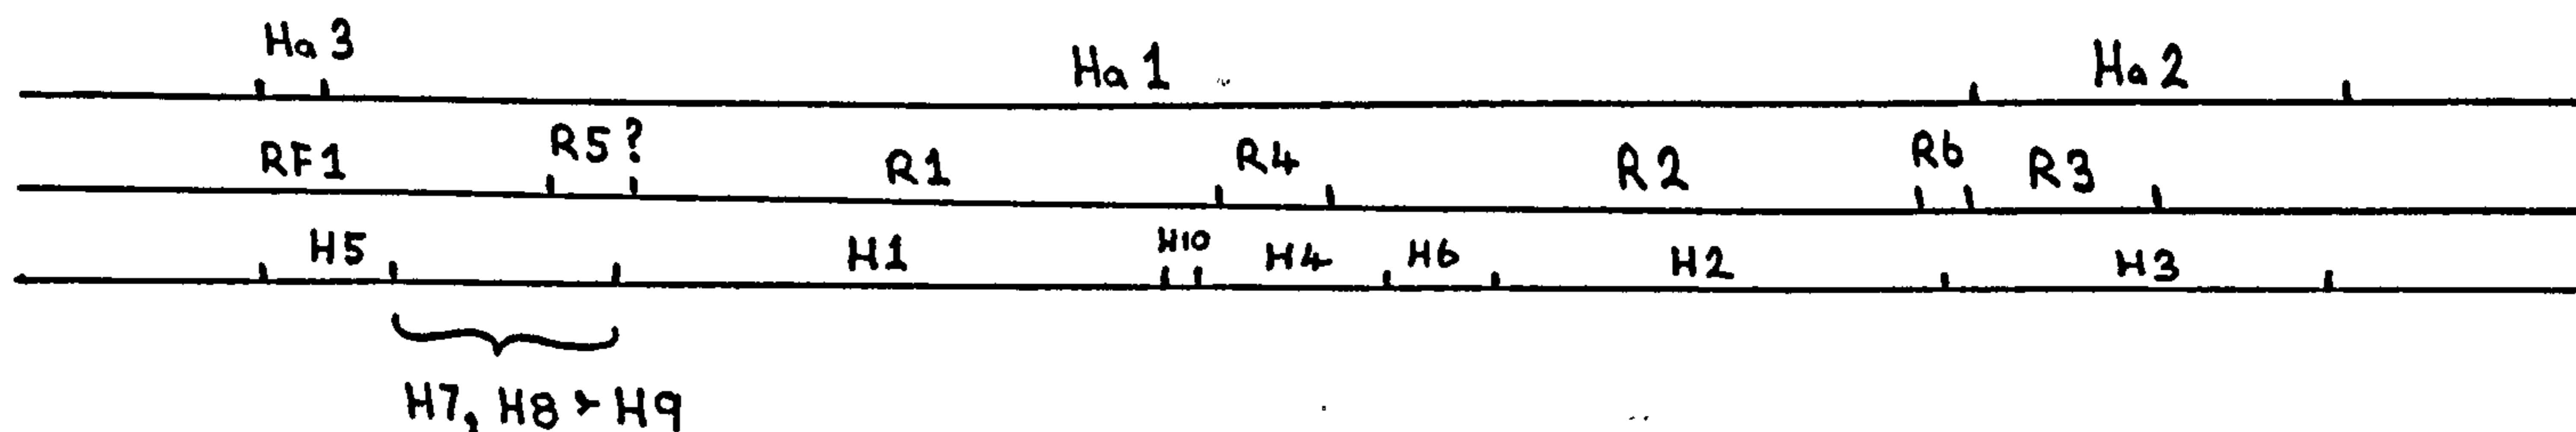 Ha 3 Ha 1 Ha 2
RF1 R5? R1 R4 R2 R6 R3
H5 H1 H10 H4 H6 H2 H3
H7, H8 > H9